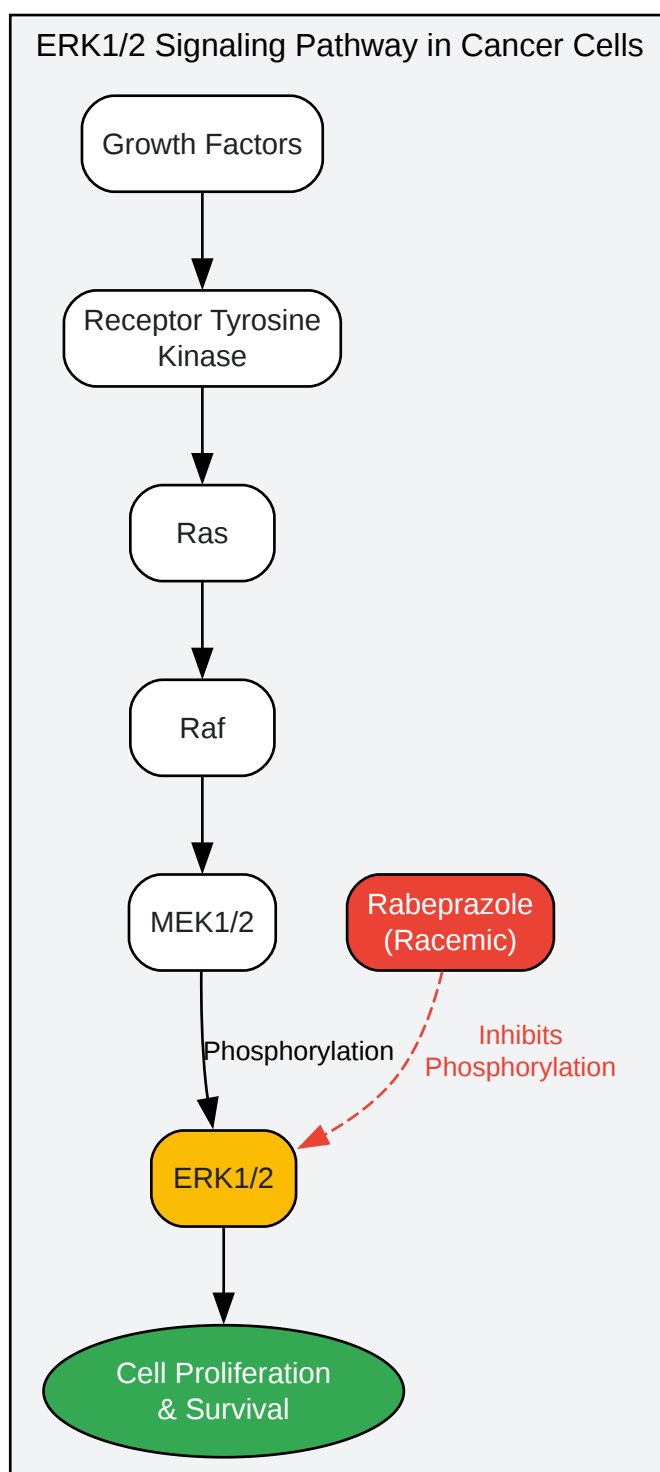 ERK1/2 Signaling Pathway in Cancer Cells
Growth Factors
Receptor Tyrosine
Kinase
Ras
Raf
MEK1/2
Rabeprazole
(Racemic)
Phosphorylation
Inhibits
Phosphorylation
ERK1/2
Cell Proliferation
& Survival